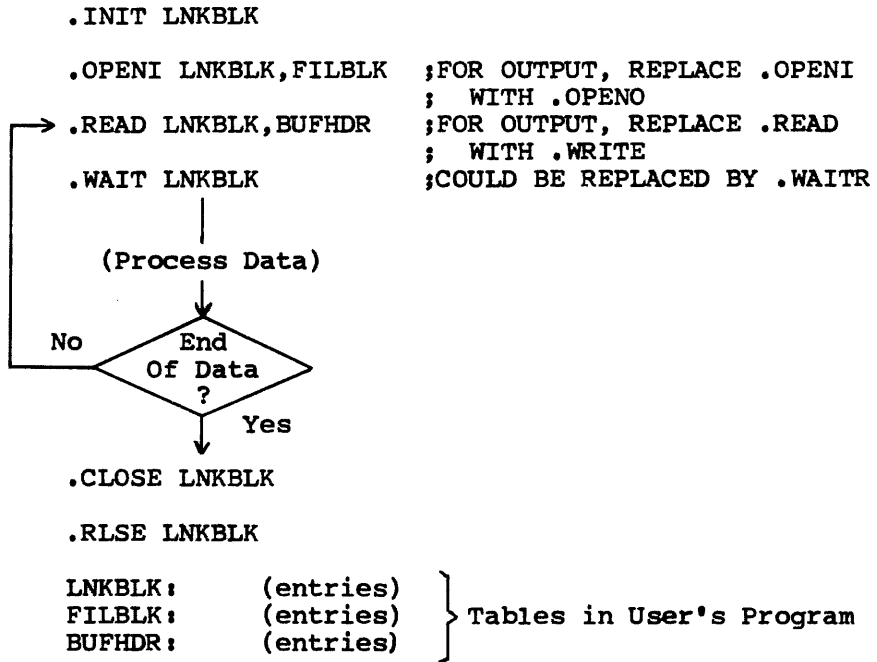 .INIT LNKBLK
.OPENI LNKBLK,FILBLK ;FOR OUTPUT, REPLACE .OPENI
; WITH .OPENO
.READ LNKBLK,BUFHDR ;FOR OUTPUT, REPLACE .READ
; WITH .WRITE
.WAIT LNKBLK ;COULD BE REPLACED BY .WAITR
(Process Data)
No End
Of Data
?
Yes
.CLOSE LNKBLK
.RLSE LNKBLK
LNKBLK: (entries)
FILBLK: (entries) Tables in User's Program
BUFHDR: (entries)